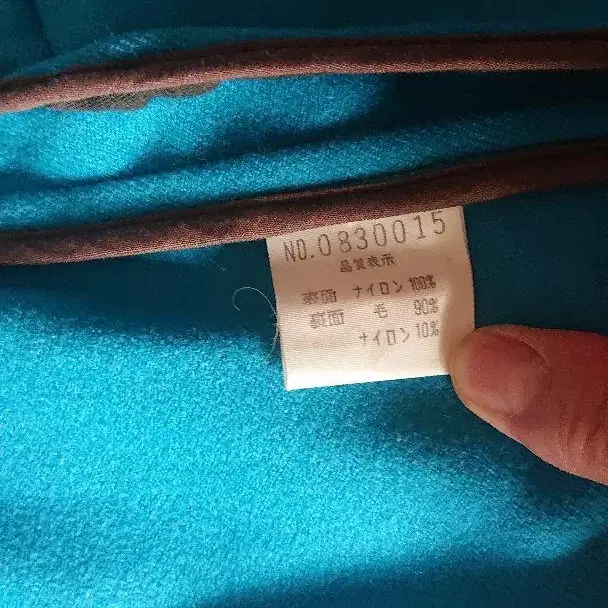 NO.0830015
品質表示
表面 ナイロン 100%
裏面 毛 90%
ナイロン 10%